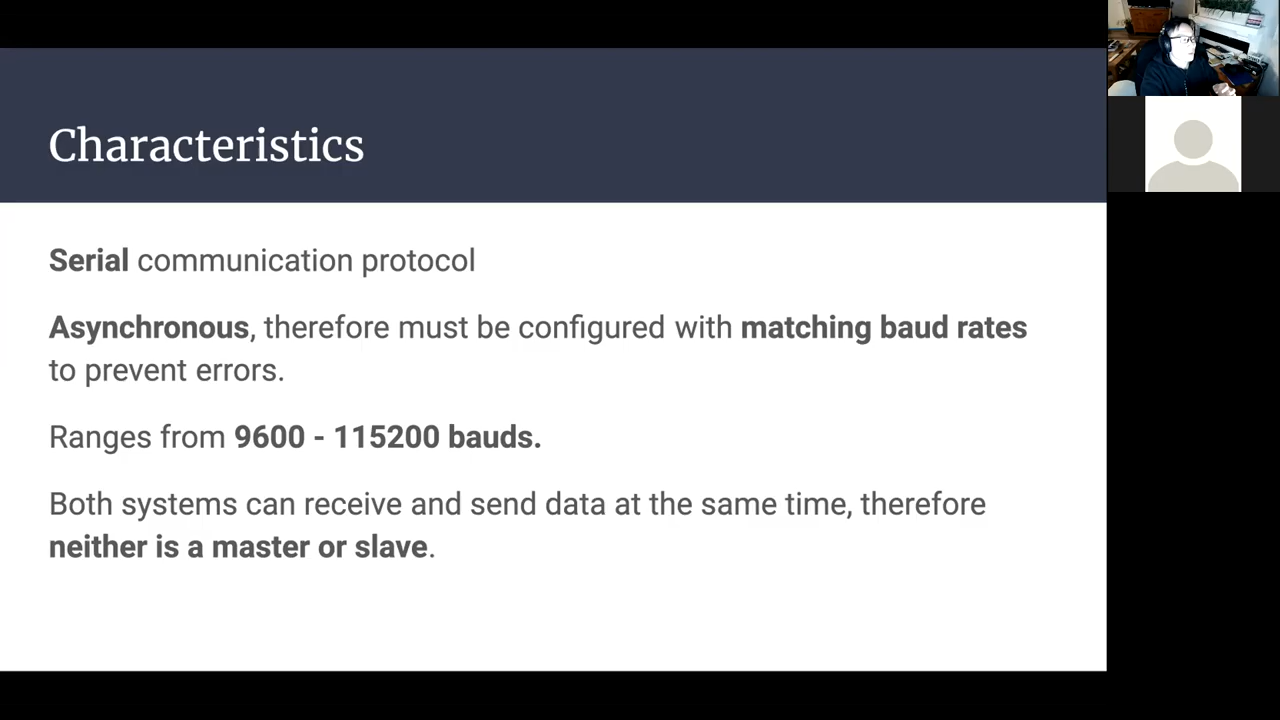 Characteristics
Serial communication protocol
Asynchronous, therefore must be configured with matching baud rates
to prevent errors.
Ranges from 9600 - 115200 bauds.
Both systems can receive and send data at the same time, therefore
neither is a master or slave.